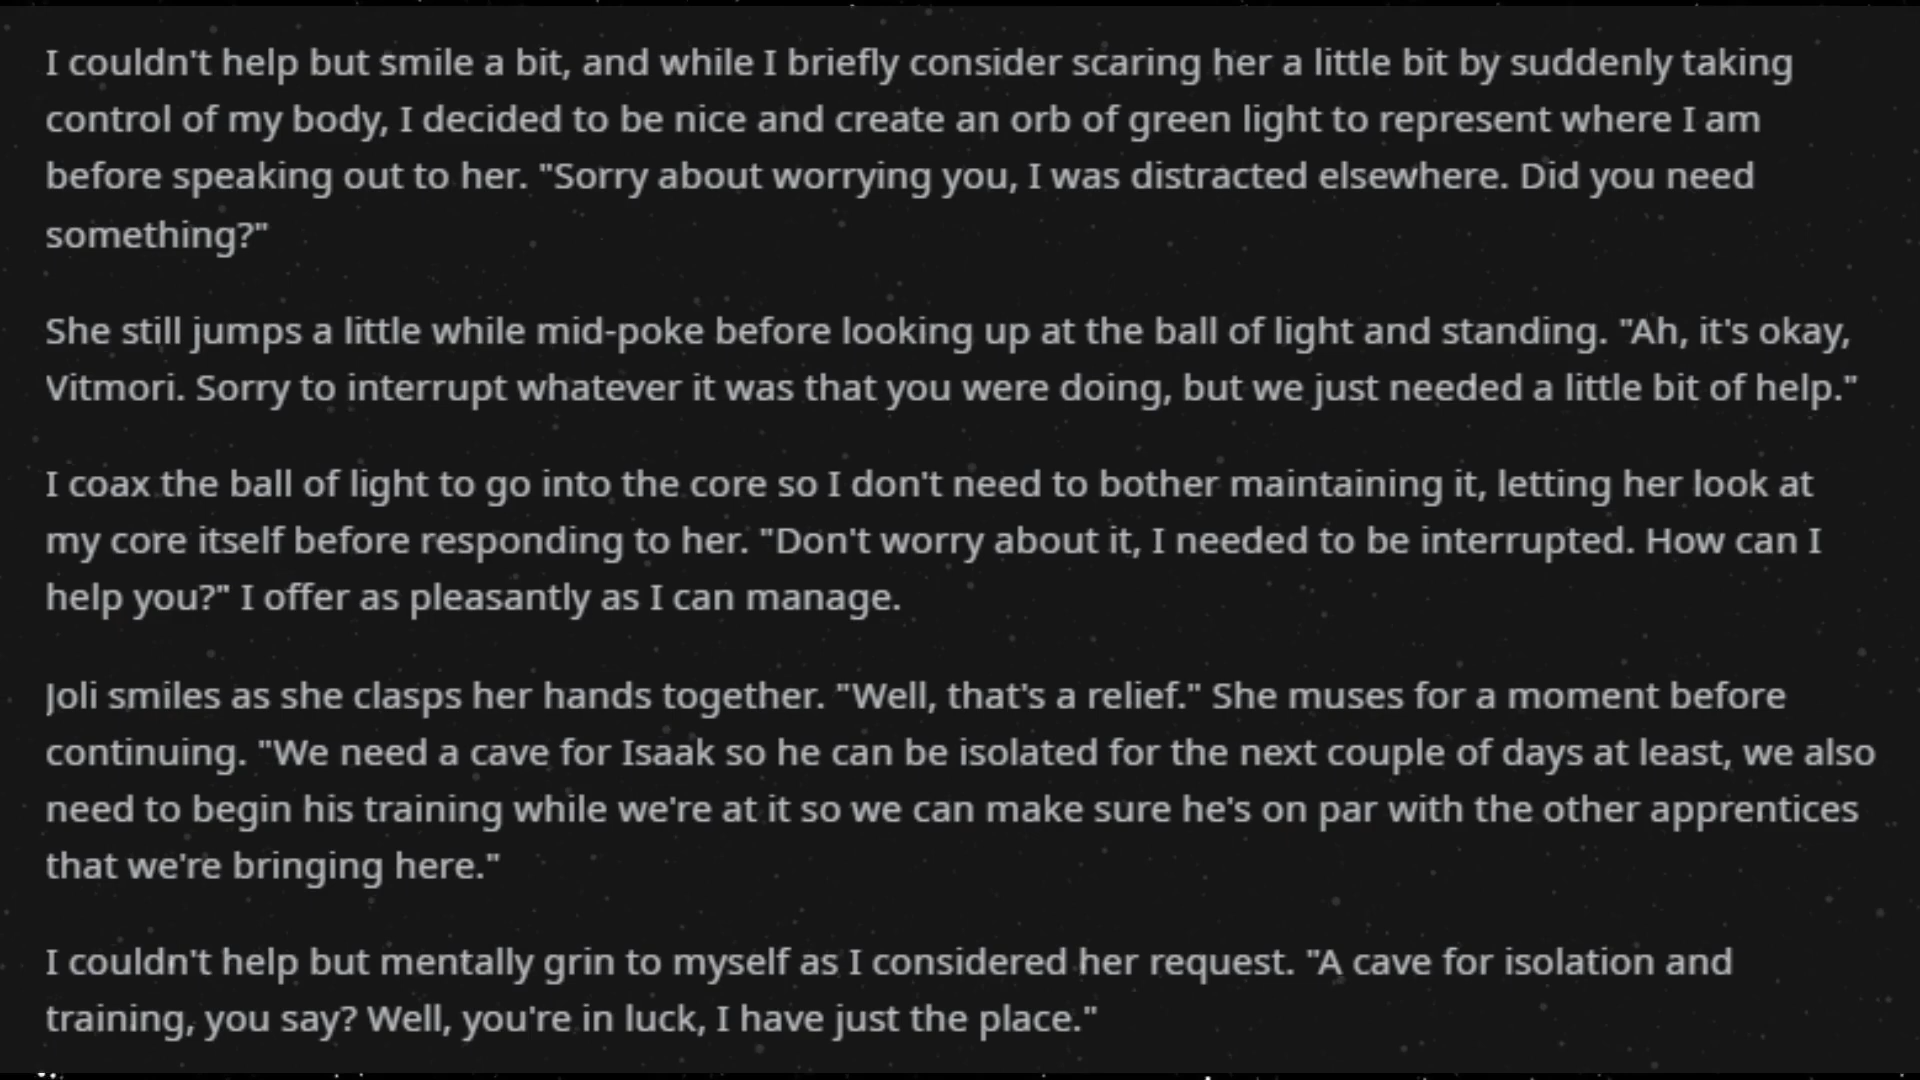 I couldn't help but smile a bit, and while I briefly consider scaring her a little bit by suddenly taking
control of my body, I decided to be nice and create an orb of green light to represent where I am
before speaking out to her. "Sorry about worrying you, I was distracted elsewhere. Did you need
something?"
She still jumps a little while mid-poke before looking up at the ball of light and standing. "Ah, it's okay,
Vitmori. Sorry to interrupt whatever it was that you were doing, but we just needed a little bit of help."
I coax the ball of light to go into the core so I don't need to bother maintaining it, letting her look at
my core itself before responding to her. "Don't worry about it, I needed to be interrupted. How can I
help you?" I offer as pleasantly as I can manage.
Joli smiles as she clasps her hands together. "Well, that's a relief." She muses for a moment before
continuing. "We need a cave for Isaak so he can be isolated for the next couple of days at least, we also
need to begin his training while we're at it so we can make sure he's on par with the other apprentices
that we're bringing here."
I couldn't help but mentally grin to myself as I considered her request. "A cave for isolation and
training, you say? Well, you're in luck, I have just the place."